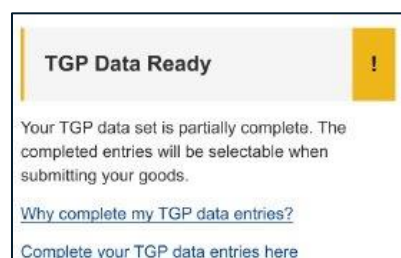 TGP Data Ready !
Your TGP data set is partially complete. The
completed entries will be selectable when
submitting your goods.
Why complete my TGP data entries?
Complete your TGP data entries here